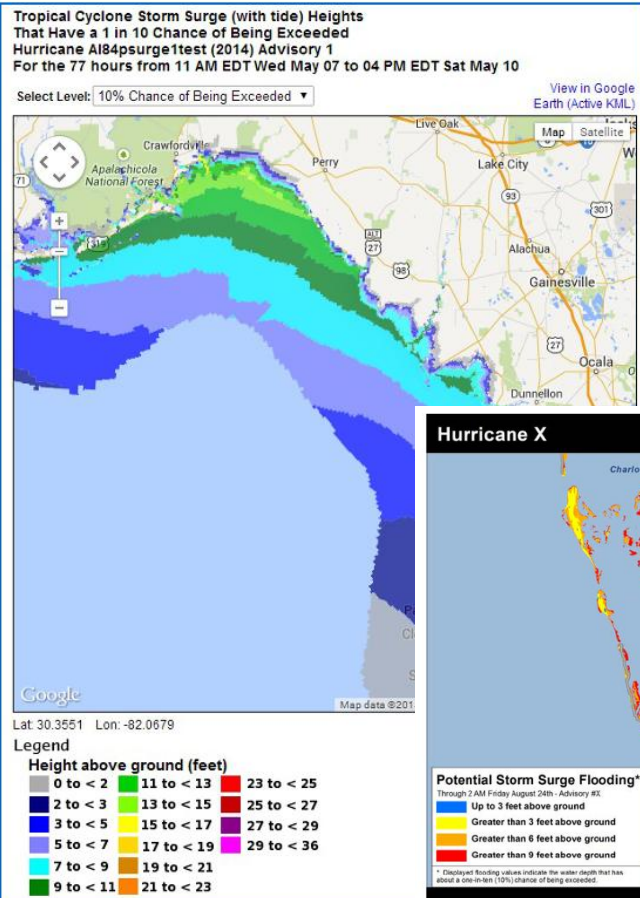 Tropical Cyclone Storm Surge (with tide) Heights
That Have a 1 in 10 Chance of Being Exceeded
Hurricane Al84psurge1test (2014) Advisory 1
For the 77 hours from 11 AM EDT Wed May 07 to 04 PM EDT Sat May 10
Select Level: 10% Chance of Being Exceeded
View in Google
Earth (Active KML)
Map Satellite
Live Oak
Crawfordville
Apalachicola
National Forest
Perry
Lake City
71
319
ALT
27
98
93
301
Alachua
Gainesville
27
Ocala
Dunnellon
Google
Map data ©201
Lat: 30.3551 Lon: -82.0679
Legend
Height above ground (feet)
0 to < 2 11 to < 13 23 to < 25
2 to < 3 13 to < 15 25 to < 27
3 to < 5 15 to < 17 27 to < 29
5 to < 7 17 to < 19 29 to < 36
7 to < 9 19 to < 21
9 to < 11 21 to < 23
Hurricane X
Charlo
Potential Storm Surge Flooding*
Through 2 AM Friday August 24th - Advisory #X
Up to 3 feet above ground
Greater than 3 feet above ground
Greater than 6 feet above ground
Greater than 9 feet above ground
* Displayed flooding values indicate the water depth that has
about a one-in-ten (10%) chance of being exceeded.